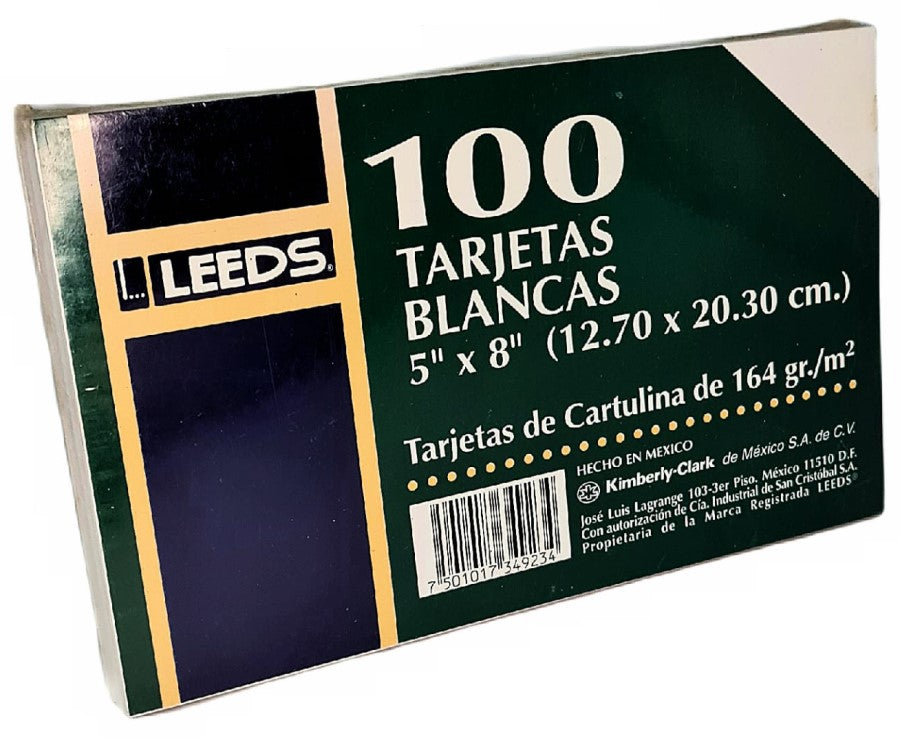 L... LEEDS®
100
TARJETAS
BLANCAS
5" x 8" (12.70 x 20.30 cm.)
Tarjetas de Cartulina de 164 gr./m²
HECHO EN MEXICO
Kimberly-Clark de México S.A. de C.V.
José Luis Lagrange 103-3er Piso. México 11510 D.F.
Con autorización de Cía. Industrial de San Cristóbal S.A.
Propietaria de la Marca Registrada LEEDS®
7 501017 349234